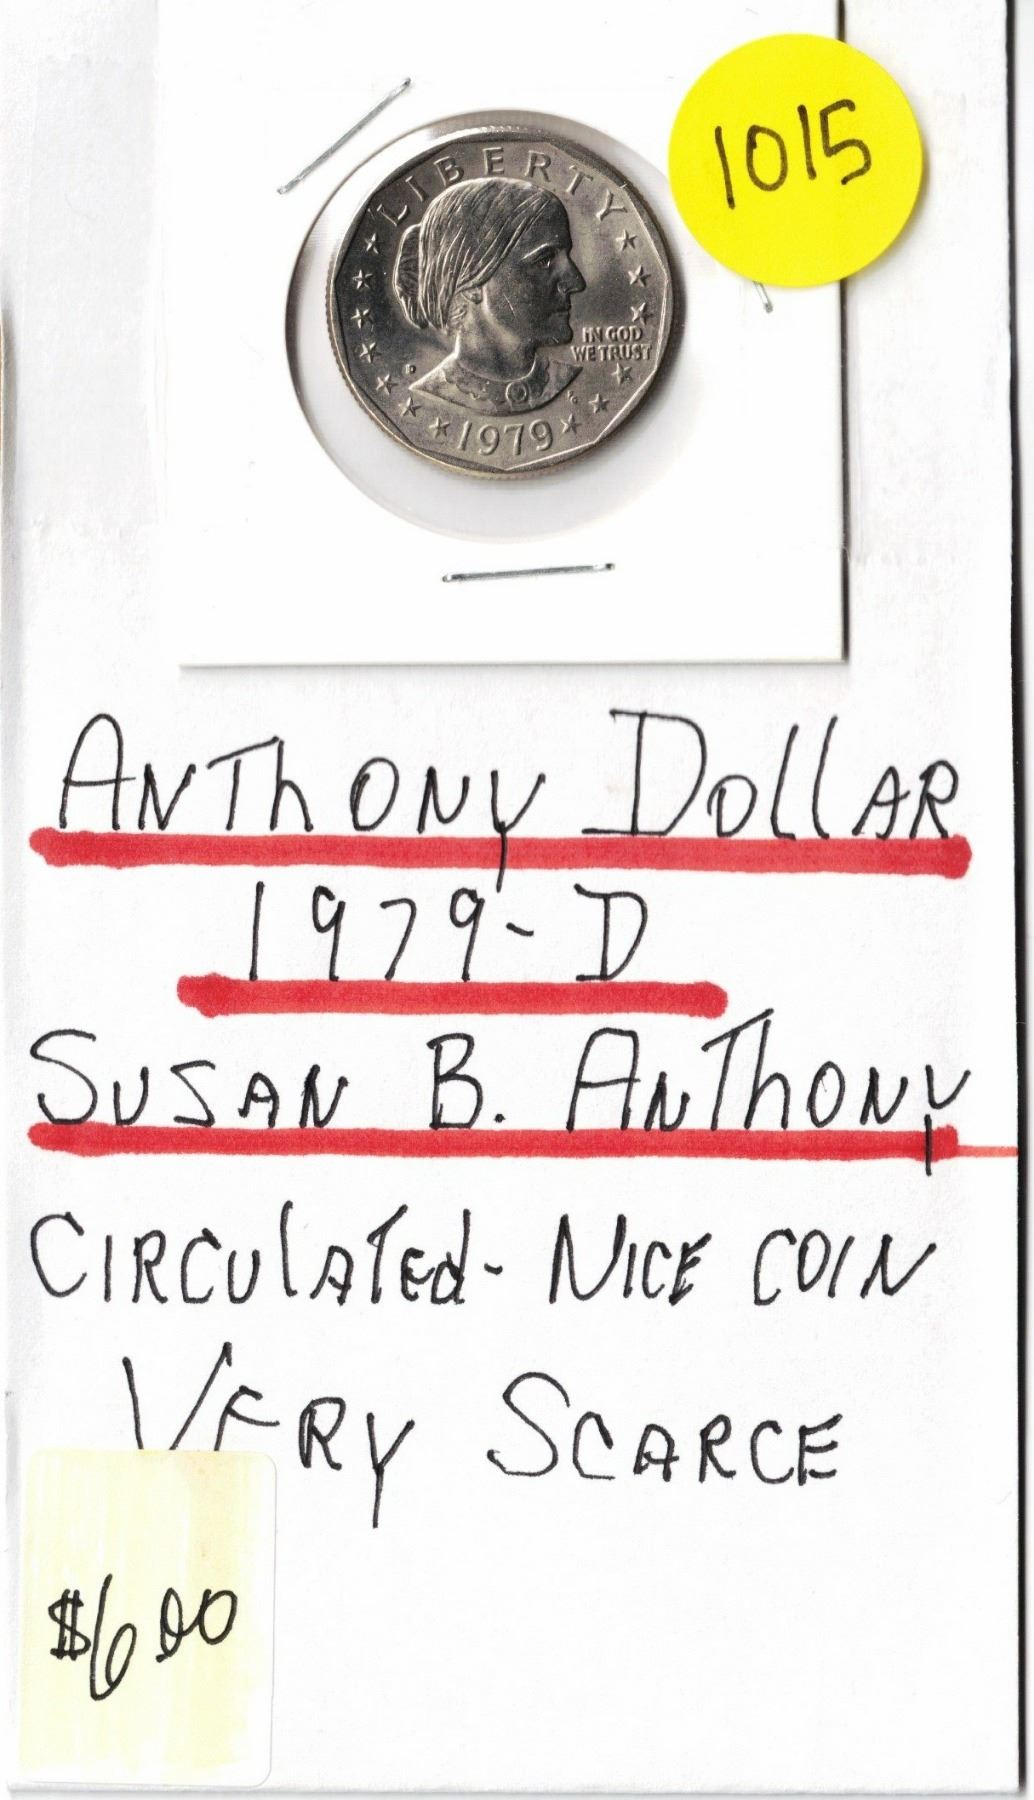 1015
LIBERTY
IN GOD
WE TRUST
D
1979
ANThONY DOllAR
1979-D
SUSAN B. ANThONY
CIRCUlATEd- NICE COIN
VERY SCARCE
$6 00